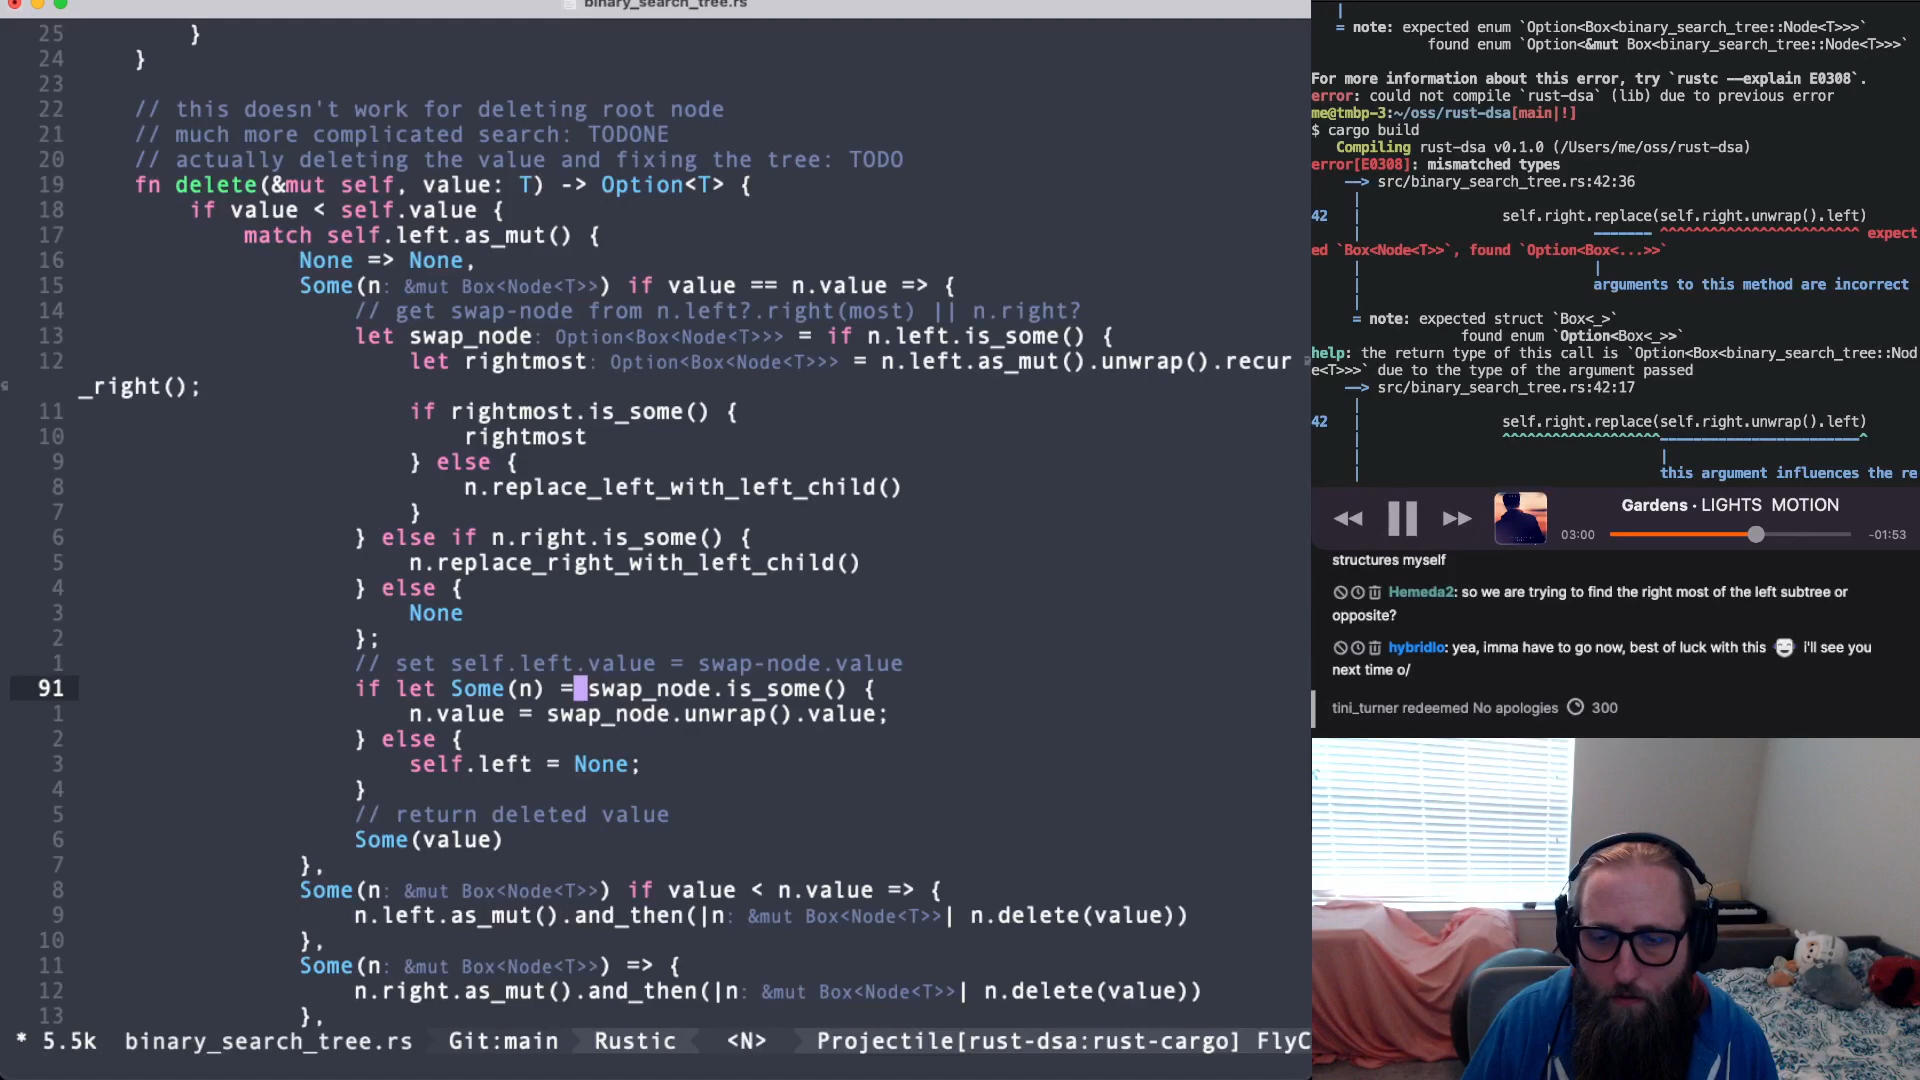 binary_search_tree.rs
25 }
24 }
23
22 // this doesn't work for deleting root node
21 // much more complicated search: TODONE
20 // actually deleting the value and fixing the tree: TODO
19 fn delete(&mut self, value: T) -> Option<T> {
18 if value < self.value {
17 match self.left.as_mut() {
16 None => None,
15 Some(n: &mut Box<Node<T>>) if value == n.value => {
14 // get swap-node from n.left?.right(most) || n.right?
13 let swap_node: Option<Box<Node<T>>> = if n.left.is_some() {
12 let rightmost: Option<Box<Node<T>>> = n.left.as_mut().unwrap().recur
_right();
11 if rightmost.is_some() {
10 rightmost
9 } else {
8 n.replace_left_with_left_child()
7 }
6 } else if n.right.is_some() {
5 n.replace_right_with_left_child()
4 } else {
3 None
2 };
1 // set self.left.value = swap-node.value
91 if let Some(n) = swap_node.is_some() {
1 n.value = swap_node.unwrap().value;
2 } else {
3 self.left = None;
4 }
5 // return deleted value
6 Some(value)
7 },
8 Some(n: &mut Box<Node<T>>) if value < n.value => {
9 n.left.as_mut().and_then(|n: &mut Box<Node<T>>| n.delete(value))
10 },
11 Some(n: &mut Box<Node<T>>) => {
12 n.right.as_mut().and_then(|n: &mut Box<Node<T>>| n.delete(value))
13 },
* 5.5k binary_search_tree.rs Git:main Rustic <N> Projectile[rust-dsa:rust-cargo] FlyC
|
= note: expected enum `Option<Box<binary_search_tree::Node<T>>>`
found enum `Option<&mut Box<binary_search_tree::Node<T>>>`
For more information about this error, try `rustc --explain E0308`.
error: could not compile `rust-dsa` (lib) due to previous error
me@tmbp-3:~/oss/rust-dsa[main|!]
$ cargo build
Compiling rust-dsa v0.1.0 (/Users/me/oss/rust-dsa)
error[E0308]: mismatched types
--> src/binary_search_tree.rs:42:36
|
42 | self.right.replace(self.right.unwrap().left)
| ------- ^^^^^^^^^^^^^^^^^^^^^^^^ expect
ed `Box<Node<T>>`, found `Option<Box<...>>`
| |
| arguments to this method are incorrect
|
= note: expected struct `Box<_>`
found enum `Option<Box<_>>`
help: the return type of this call is `Option<Box<binary_search_tree::Nod
e<T>>>` due to the type of the argument passed
--> src/binary_search_tree.rs:42:17
|
42 | self.right.replace(self.right.unwrap().left)
| ^^^^^^^^^^^^^^^^^^^------------------------^
| |
| this argument influences the re
Gardens · LIGHTS MOTION
03:00 -01:53
structures myself
Hemeda2: so we are trying to find the right most of the left subtree or
opposite?
hybridlo: yea, imma have to go now, best of luck with this i'll see you
next time o/
tini_turner redeemed No apologies 300